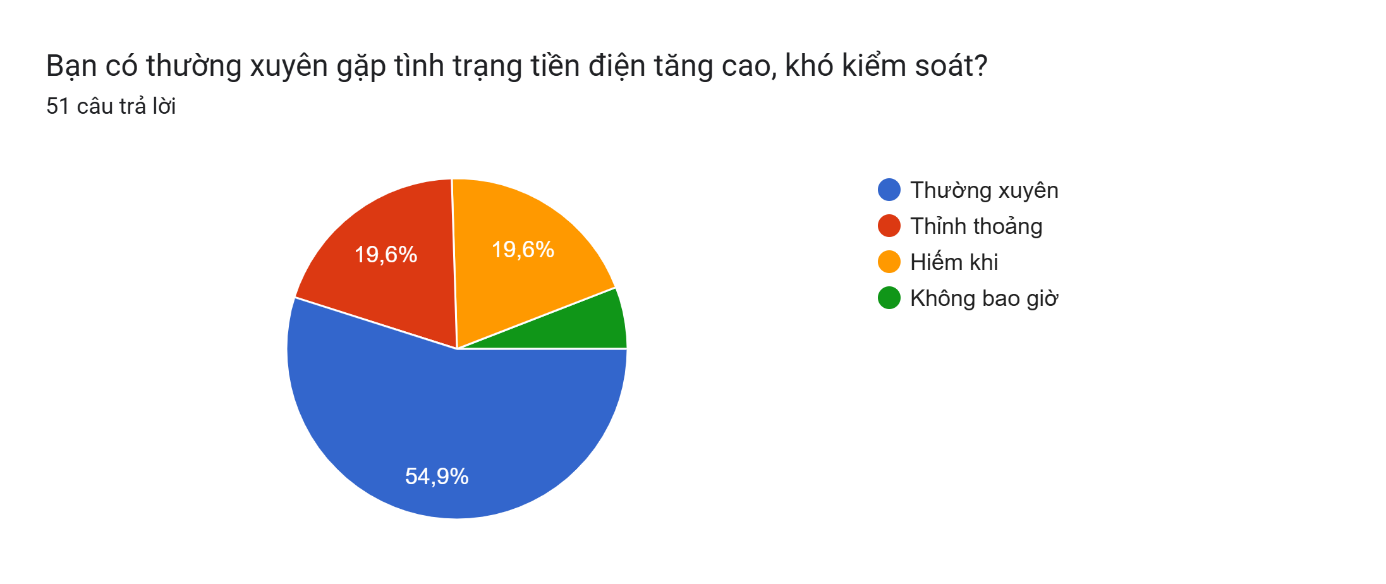 Bạn có thường xuyên gặp tình trạng tiền điện tăng cao, khó kiểm soát?
51 câu trả lời
19,6%
19,6%
54,9%
Thường xuyên
Thỉnh thoảng
Hiếm khi
Không bao giờ